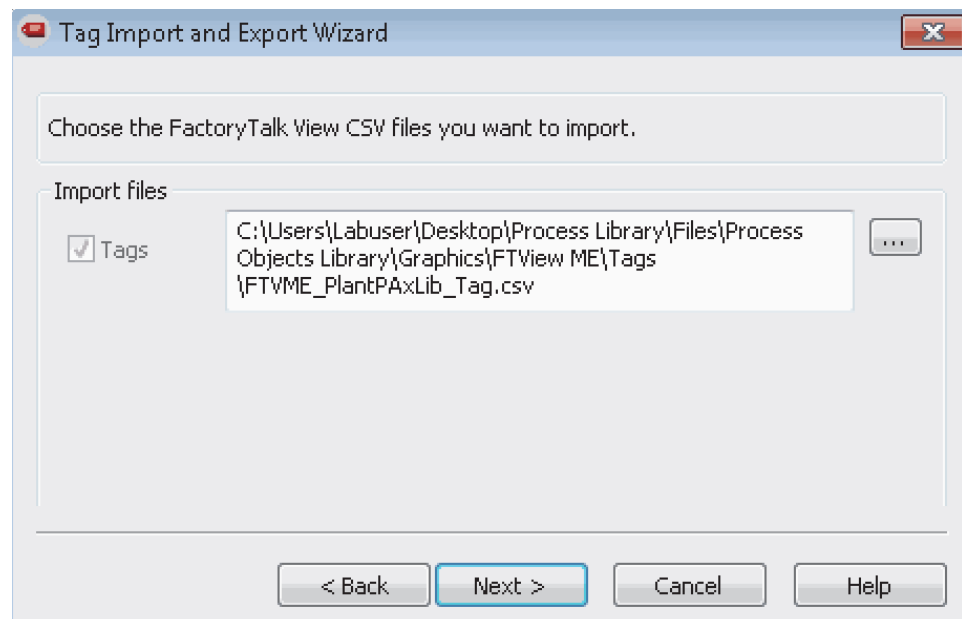 Tag Import and Export Wizard
Choose the FactoryTalk View CSV files you want to import.
Import files
Tags
C:\Users\Labuser\Desktop\Process Library\Files\Process
Objects Library\Graphics\FTView ME\Tags
\FTVME_PlantPAxLib_Tag.csv
...
< Back
Next >
Cancel
Help